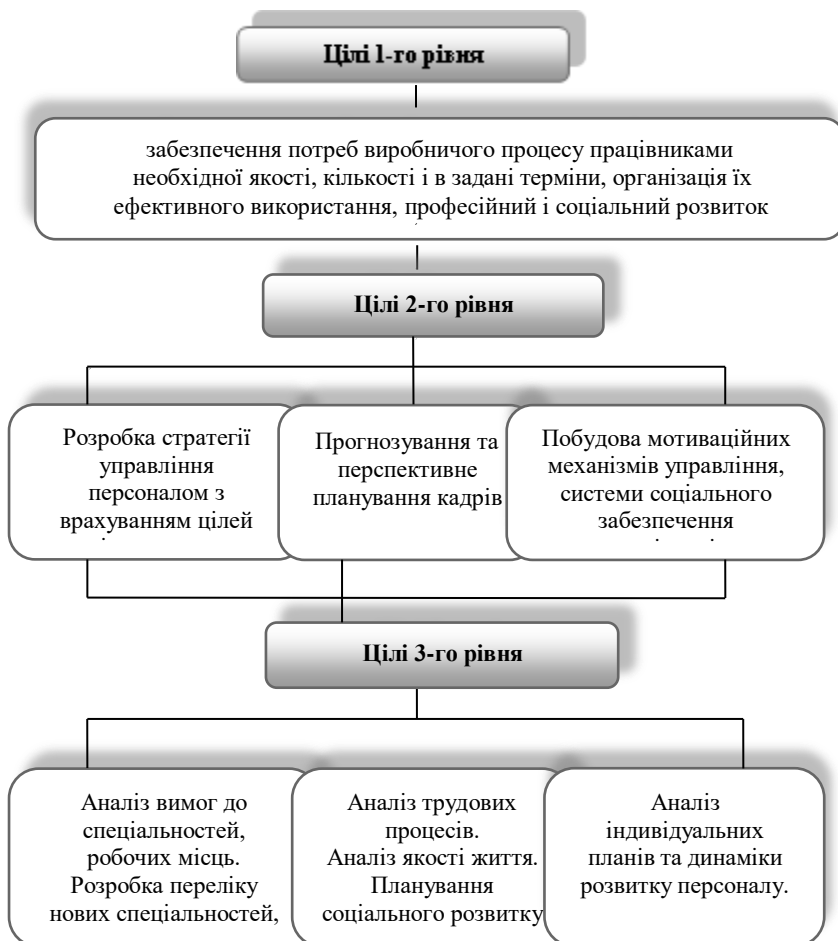 Цілі 1-го рівня
забезпечення потреб виробничого процесу працівниками
необхідної якості, кількості і в задані терміни, організація їх
ефективного використання, професійний і соціальний розвиток
Цілі 2-го рівня
Розробка стратегії
управління
персоналом з
врахуванням цілей
Прогнозування та
перспективне
планування кадрів
Побудова мотиваційних
механізмів управління,
системи соціального
забезпечення
Цілі 3-го рівня
Аналіз вимог до
спеціальностей,
робочих місць.
Розробка переліку
нових спеціальностей,
Аналіз трудових
процесів.
Аналіз якості життя.
Планування
соціального розвитку
Аналіз
індивідуальних
планів та динаміки
розвитку персоналу.